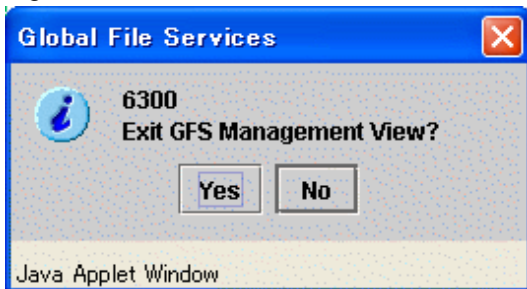 Global File Services
6300
Exit GFS Management View?
Yes No
Java Applet Window